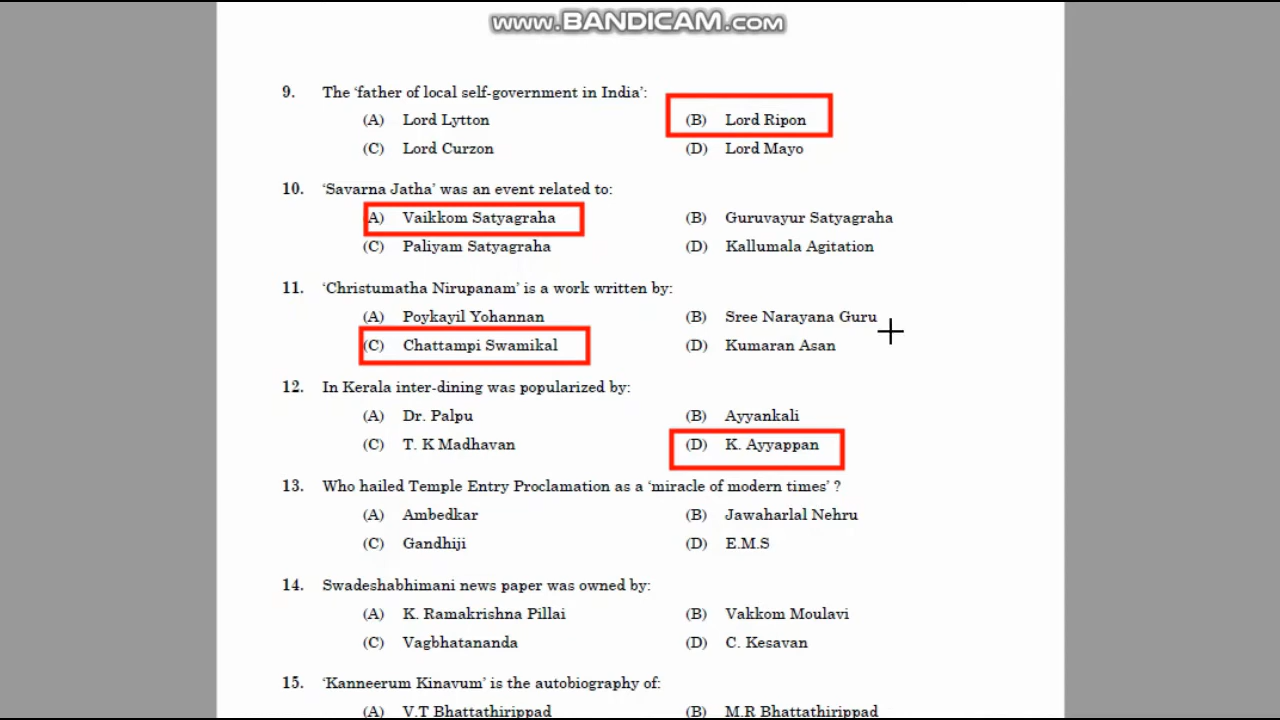 www.BANDICAM.com
9. The ‘father of local self-government in India’:
(A) Lord Lytton (B) Lord Ripon
(C) Lord Curzon (D) Lord Mayo
10. ‘Savarna Jatha’ was an event related to:
(A) Vaikkom Satyagraha (B) Guruvayur Satyagraha
(C) Paliyam Satyagraha (D) Kallumala Agitation
11. ‘Christumatha Nirupanam’ is a work written by:
(A) Poykayil Yohannan (B) Sree Narayana Guru
(C) Chattampi Swamikal (D) Kumaran Asan
12. In Kerala inter-dining was popularized by:
(A) Dr. Palpu (B) Ayyankali
(C) T. K Madhavan (D) K. Ayyappan
13. Who hailed Temple Entry Proclamation as a ‘miracle of modern times’ ?
(A) Ambedkar (B) Jawaharlal Nehru
(C) Gandhiji (D) E.M.S
14. Swadeshabhimani news paper was owned by:
(A) K. Ramakrishna Pillai (B) Vakkom Moulavi
(C) Vagbhatananda (D) C. Kesavan
15. ‘Kanneerum Kinavum’ is the autobiography of:
(A) V.T Bhattathirippad (B) M.R Bhattathirippad